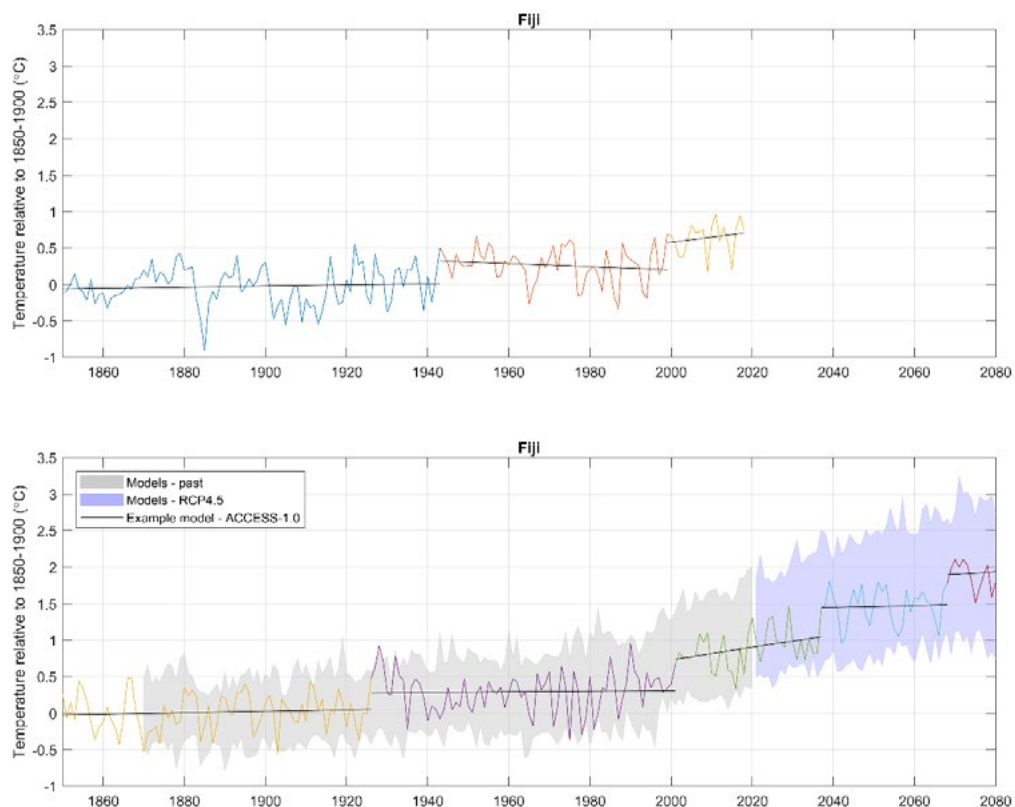 Fiji
Temperature relative to 1850-1900 (°C)
3.5
3
2.5
2
1.5
1
0.5
0
-0.5
-1
1860 1880 1900 1920 1940 1960 1980 2000 2020 2040 2060 2080
Fiji
Temperature relative to 1850-1900 (°C)
3.5
3
2.5
2
1.5
1
0.5
0
-0.5
-1
Models - past
Models - RCP4.5
Example model - ACCESS-1.0
1860 1880 1900 1920 1940 1960 1980 2000 2020 2040 2060 2080